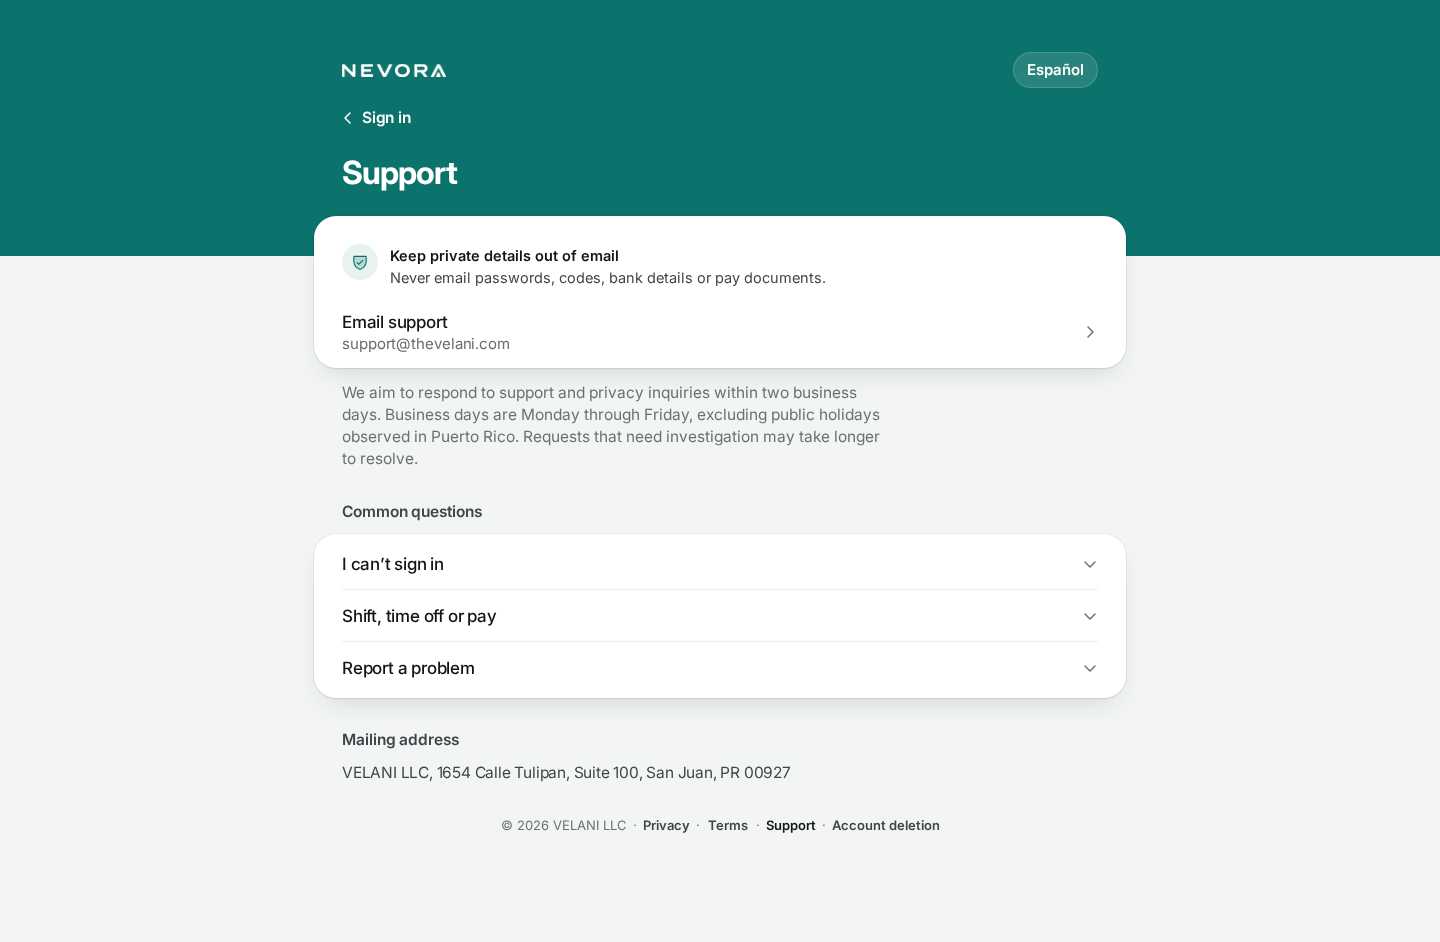 NEVORA
Español
Sign in
Support
Keep private details out of email
Never email passwords, codes, bank details or pay documents.
Email support
support@thevelani.com
We aim to respond to support and privacy inquiries within two business
days. Business days are Monday through Friday, excluding public holidays
observed in Puerto Rico. Requests that need investigation may take longer
to resolve.
Common questions
I can’t sign in
Shift, time off or pay
Report a problem
Mailing address
VELANI LLC, 1654 Calle Tulipan, Suite 100, San Juan, PR 00927
© 2026 VELANI LLC · Privacy · Terms · Support · Account deletion